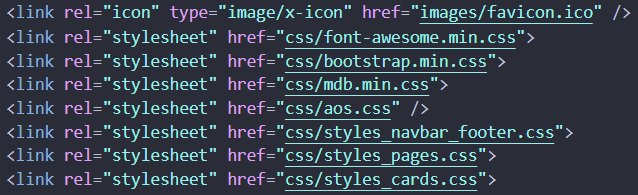 <link rel="icon" type="image/x-icon" href="images/favicon.ico" />
<link rel="stylesheet" href="css/font-awesome.min.css">
<link rel="stylesheet" href="css/bootstrap.min.css">
<link rel="stylesheet" href="css/mdb.min.css">
<link rel="stylesheet" href="css/aos.css" />
<link rel="stylesheet" href="css/styles_navbar_footer.css">
<link rel="stylesheet" href="css/styles_pages.css">
<link rel="stylesheet" href="css/styles_cards.css">